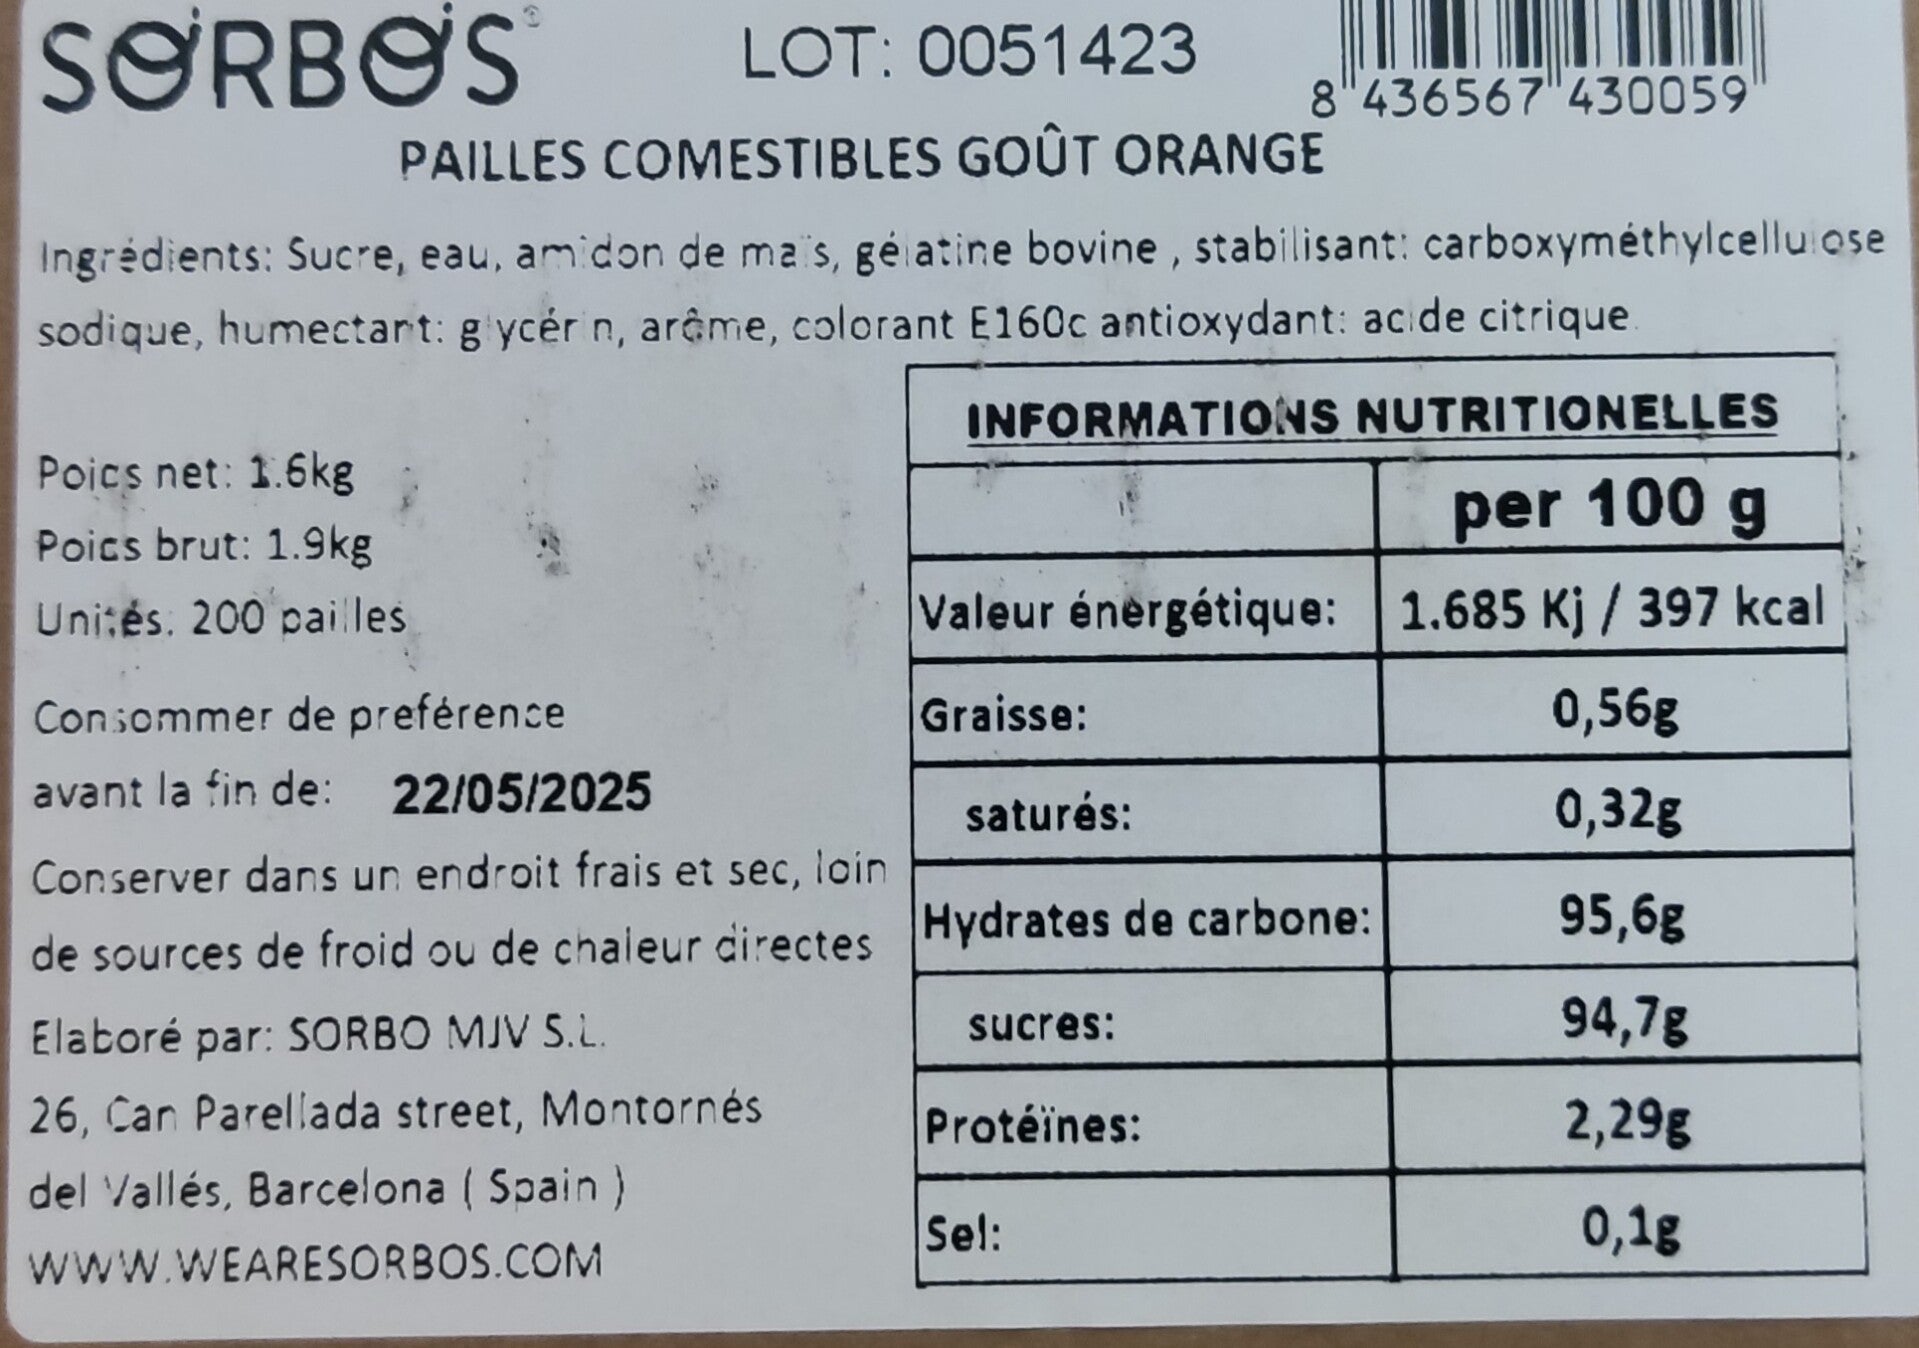 SORBOS®
LOT: 0051423
8 436567 430059
PAILLES COMESTIBLES GOÛT ORANGE
Ingrédients: Sucre, eau, amidon de maïs, gélatine bovine , stabilisant: carboxyméthylcellulose
sodique, humectant: glycérin, arôme, colorant E160c antioxydant: acide citrique.
Poids net: 1.6kg
Poids brut: 1.9kg
Unités: 200 pailles
Consommer de preférence
avant la fin de: 22/05/2025
Conserver dans un endroit frais et sec, loin
de sources de froid ou de chaleur directes
Elaboré par: SORBO MJV S.L.
26, Can Parellada street, Montornés
del Vallés, Barcelona ( Spain )
WWW.WEARESORBOS.COM
INFORMATIONS NUTRITIONELLES
per 100 g
Valeur énergétique: 1.685 Kj / 397 kcal
Graisse: 0,56g
saturés: 0,32g
Hydrates de carbone: 95,6g
sucres: 94,7g
Protéïnes: 2,29g
Sel: 0,1g